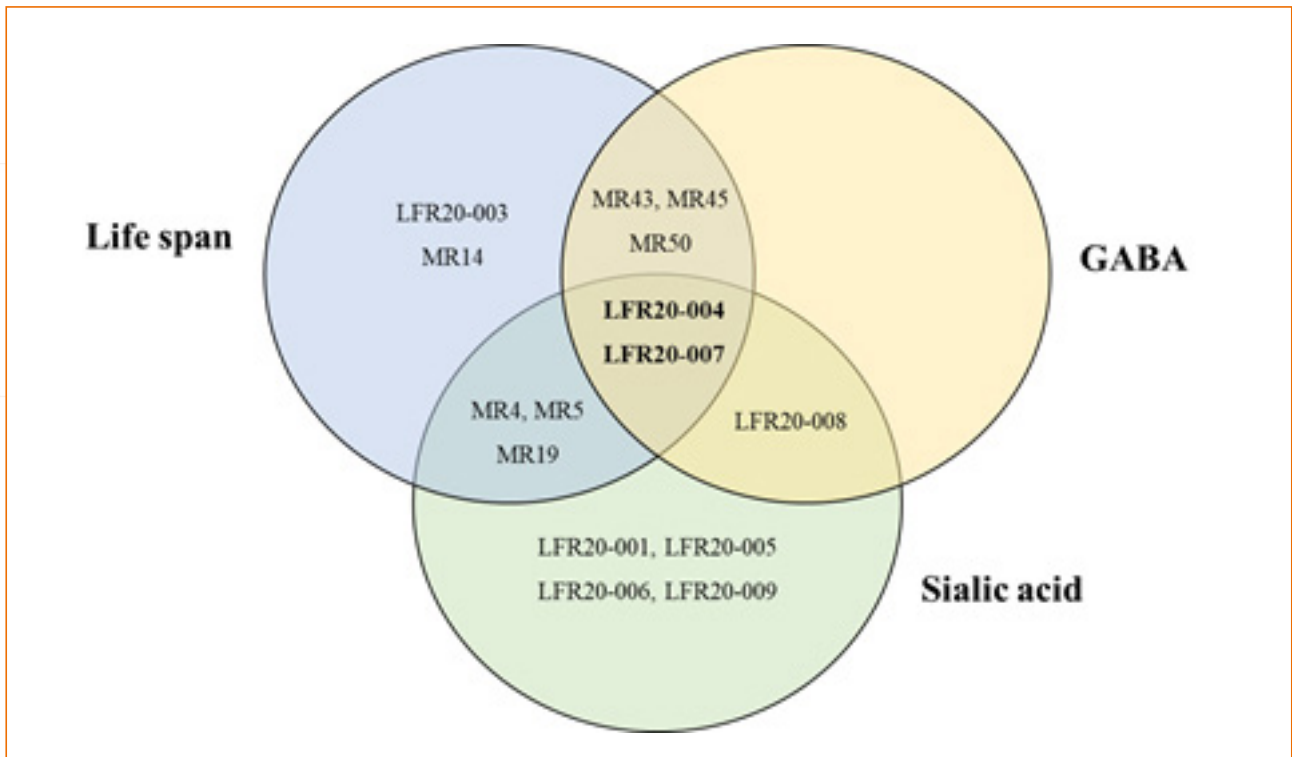 LFR20-003
MR14
Life span
MR43, MR45
MR50
GABA
LFR20-004
LFR20-007
MR4, MR5
MR19
LFR20-008
LFR20-001, LFR20-005
LFR20-006, LFR20-009
Sialic acid